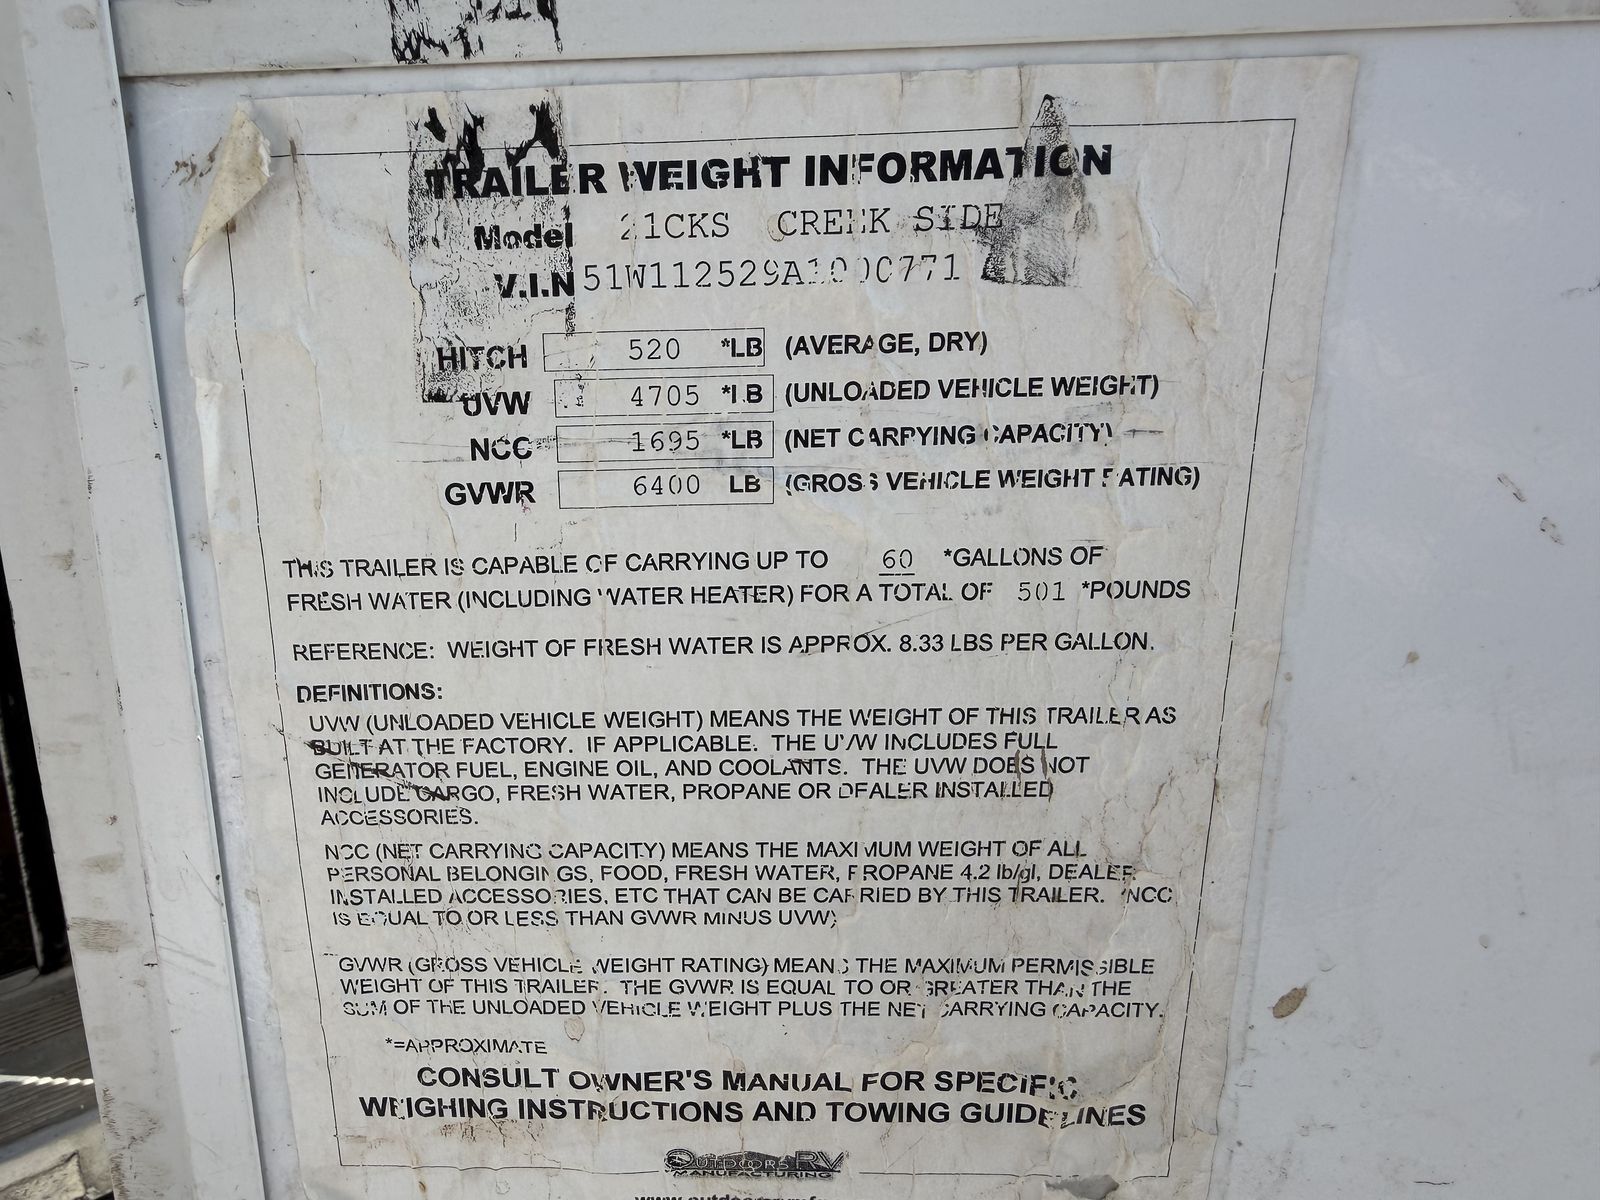 TRAILER WEIGHT INFORMATION
Model 21CKS CREEK SIDE
V.I.N 51W112529A1000771
HITCH 520 *LB (AVERAGE, DRY)
UVW 4705 *LB (UNLOADED VEHICLE WEIGHT)
NCC 1695 *LB (NET CARRYING CAPACITY)
GVWR 6400 LB (GROSS VEHICLE WEIGHT RATING)
THIS TRAILER IS CAPABLE OF CARRYING UP TO 60 *GALLONS OF
FRESH WATER (INCLUDING WATER HEATER) FOR A TOTAL OF 501 *POUNDS
REFERENCE: WEIGHT OF FRESH WATER IS APPROX. 8.33 LBS PER GALLON.
DEFINITIONS:
UVW (UNLOADED VEHICLE WEIGHT) MEANS THE WEIGHT OF THIS TRAILER AS
BUILT AT THE FACTORY. IF APPLICABLE. THE UVW INCLUDES FULL
GENERATOR FUEL, ENGINE OIL, AND COOLANTS. THE UVW DOES NOT
INCLUDE CARGO, FRESH WATER, PROPANE OR DEALER INSTALLED
ACCESSORIES.
NCC (NET CARRYING CAPACITY) MEANS THE MAXIMUM WEIGHT OF ALL
PERSONAL BELONGINGS, FOOD, FRESH WATER, PROPANE 4.2 lb/gl, DEALER
INSTALLED ACCESSORIES, ETC THAT CAN BE CARRIED BY THIS TRAILER. (NCC
IS EQUAL TO OR LESS THAN GVWR MINUS UVW)
GVWR (GROSS VEHICLE WEIGHT RATING) MEANS THE MAXIMUM PERMISSIBLE
WEIGHT OF THIS TRAILER. THE GVWR IS EQUAL TO OR GREATER THAN THE
SUM OF THE UNLOADED VEHICLE WEIGHT PLUS THE NET CARRYING CAPACITY.
*=APPROXIMATE
CONSULT OWNER'S MANUAL FOR SPECIFIC
WEIGHING INSTRUCTIONS AND TOWING GUIDELINES
OUTDOORS RV
MANUFACTURING